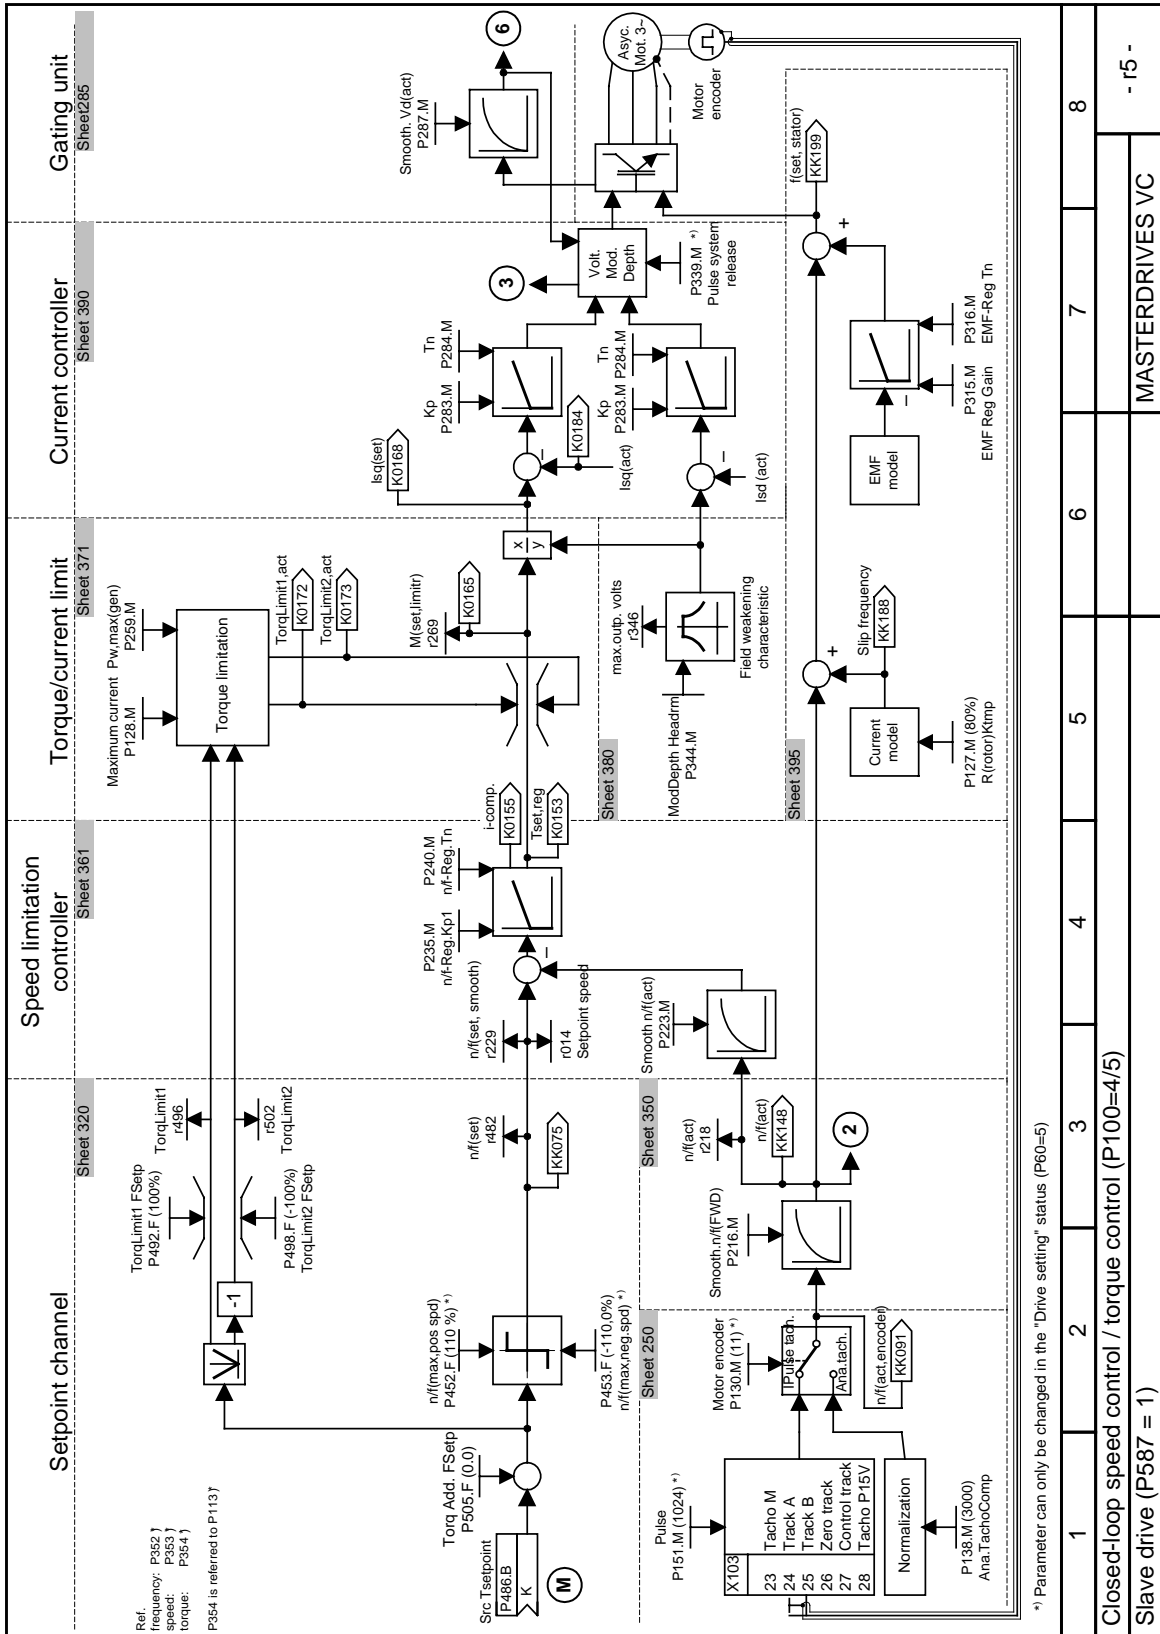 Setpoint channel
Speed limitation
controller
Torque/current limit
Current controller
Gating unit
Sheet 320
Sheet 361
Sheet 371
Sheet 390
Sheet285
Ref.
frequency: P352 *)
speed: P353 *)
torque: P354 *)
P354 is referred to P113 *)
TorqLimit1 FSetp
P492.F (100%)
TorqLimit1
r496
r502
TorqLimit2
P498.F (-100%)
TorqLimit2 FSetp
-1
Maximum current
P128.M
Pw,max(gen)
P259.M
Torque limitation
TorqLimit1,act
K0172
TorqLimit2,act
K0173
Smooth. Vd(act)
P287.M
6
Src Tsetpoint
P486.B
K
M
Torq Add. FSetp
P505.F (0.0)
n/f(max,pos spd)
P452.F (110 %) *)
P453.F (-110,0%)
n/f(max,neg.spd) *)
n/f(set)
r482
KK075
n/f(set, smooth)
r229
r014
Setpoint speed
P235.M
n/f-Reg.Kp1
P240.M
n/f-Reg.Tn
i-comp.
K0155
Tset,reg
K0153
M(set,limitr)
r269
K0165
x
y
Isq(set)
K0168
K0184
Isq(act)
Kp
P283.M
Tn
P284.M
3
Volt.
Mod.
Depth
P339.M *)
Pulse system
release
Asyc.
Mot. 3~
Motor
encoder
Sheet 380
ModDepth Headrm
P344.M
max.outp. volts
r346
Field weakening
characteristic
Isd (act)
Kp
P283.M
Tn
P284.M
Sheet 250
Sheet 350
Sheet 395
Pulse
P151.M (1024) *)
X103
23 Tacho M
24 Track A
25 Track B
26 Zero track
27 Control track
28 Tacho P15V
Normalization
P138.M (3000)
Ana.TachoComp
Motor encoder
P130.M (11) *)
IPulse tach.
Ana.tach.
n/f(act,encoder)
KK091
Smooth.n/f(FWD)
P216.M
n/f(act)
r218
n/f(act)
KK148
2
Smooth n/f(act)
P223.M
Slip frequency
KK188
Current
model
P127.M (80%)
R(rotor)Ktmp
+
EMF
model
P315.M
EMF Reg Gain
P316.M
EMF-Reg Tn
+
f(set, stator)
KK199
*) Parameter can only be changed in the "Drive setting" status (P60=5)
1 2 3 4 5 6 7 8
Closed-loop speed control / torque control (P100=4/5)
Slave drive (P587 = 1)
MASTERDRIVES VC
- r5 -